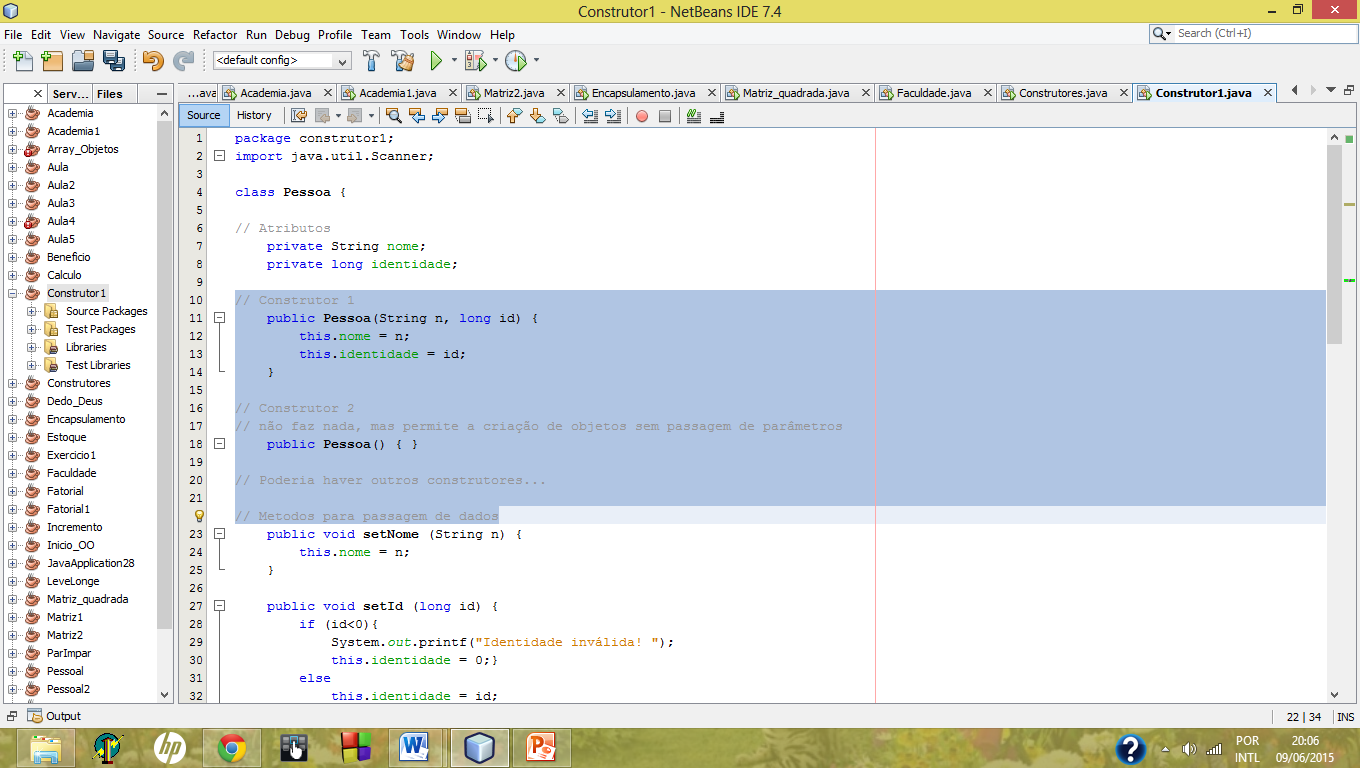 Construtor1 - NetBeans IDE 7.4
File Edit View Navigate Source Refactor Run Debug Profile Team Tools Window Help
Search (Ctrl+I)
<default config>
Serv... Files
...ava Academia.java Academia1.java Matriz2.java Encapsulamento.java Matriz_quadrada.java Faculdade.java Construtores.java Construtor1.java
Source History
Academia
Academia1
Array_Objetos
Aula
Aula2
Aula3
Aula4
Aula5
Beneficio
Calculo
Construtor1
Source Packages
Test Packages
Libraries
Test Libraries
Construtores
Dedo_Deus
Encapsulamento
Estoque
Exercicio1
Faculdade
Fatorial
Fatorial1
Incremento
Inicio_OO
JavaApplication28
LeveLonge
Matriz_quadrada
Matriz1
Matriz2
ParImpar
Pessoal
Pessoal2
1 package construtor1;
2 import java.util.Scanner;
3
4 class Pessoa {
5
6 // Atributos
7 private String nome;
8 private long identidade;
9
10 // Construtor 1
11 public Pessoa(String n, long id) {
12 this.nome = n;
13 this.identidade = id;
14 }
15
16 // Construtor 2
17 // não faz nada, mas permite a criação de objetos sem passagem de parâmetros
18 public Pessoa() { }
19
20 // Poderia haver outros construtores...
21
// Metodos para passagem de dados
23 public void setNome (String n) {
24 this.nome = n;
25 }
26
27 public void setId (long id) {
28 if (id<0){
29 System.out.printf("Identidade inválida! ");
30 this.identidade = 0;}
31 else
32 this.identidade = id;
Output
22 | 34 INS
hp
POR
INTL
20:06
09/06/2015